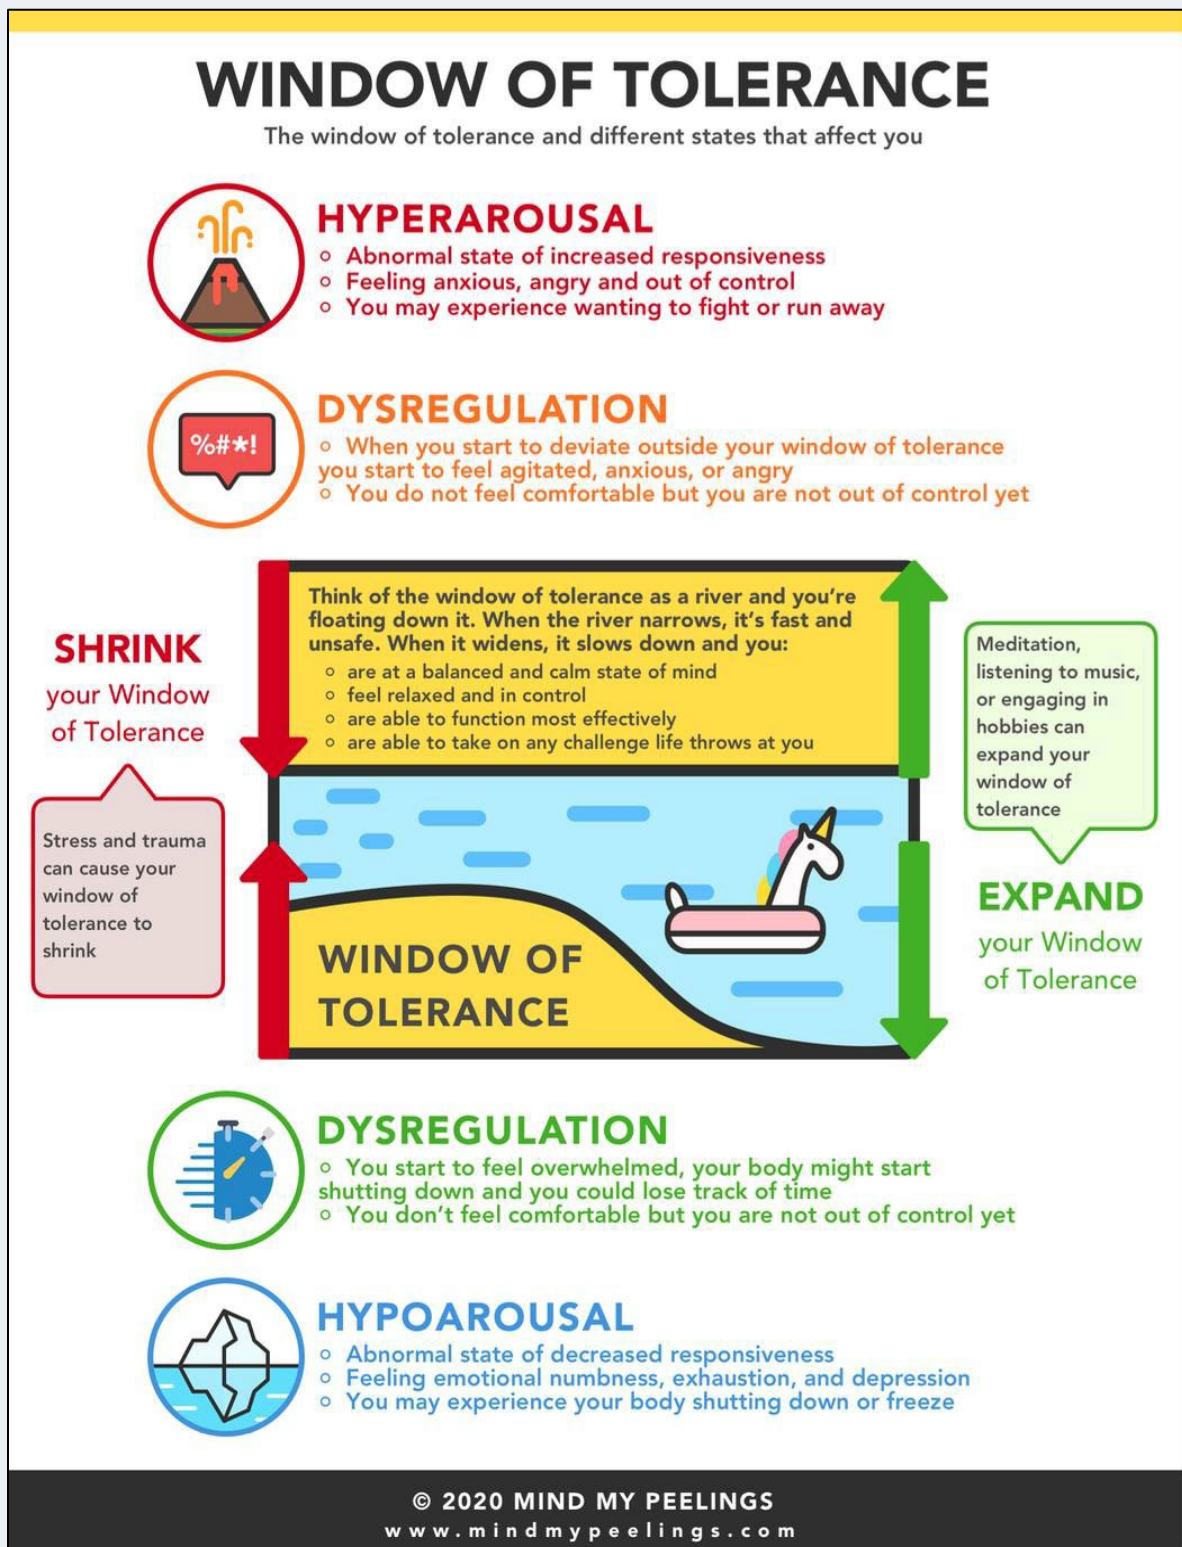 WINDOW OF TOLERANCE
The window of tolerance and different states that affect you
HYPERAROUSAL
Abnormal state of increased responsiveness
Feeling anxious, angry and out of control
You may experience wanting to fight or run away
%#*!
DYSREGULATION
When you start to deviate outside your window of tolerance
you start to feel agitated, anxious, or angry
You do not feel comfortable but you are not out of control yet
SHRINK
your Window
of Tolerance
Stress and trauma
can cause your
window of
tolerance to
shrink
Think of the window of tolerance as a river and you're
floating down it. When the river narrows, it's fast and
unsafe. When it widens, it slows down and you:
are at a balanced and calm state of mind
feel relaxed and in control
are able to function most effectively
are able to take on any challenge life throws at you
WINDOW OF
TOLERANCE
Meditation,
listening to music,
or engaging in
hobbies can
expand your
window of
tolerance
EXPAND
your Window
of Tolerance
DYSREGULATION
You start to feel overwhelmed, your body might start
shutting down and you could lose track of time
You don't feel comfortable but you are not out of control yet
HYPOAROUSAL
Abnormal state of decreased responsiveness
Feeling emotional numbness, exhaustion, and depression
You may experience your body shutting down or freeze
© 2020 MIND MY PEELINGS
www.mindmypeelings.com